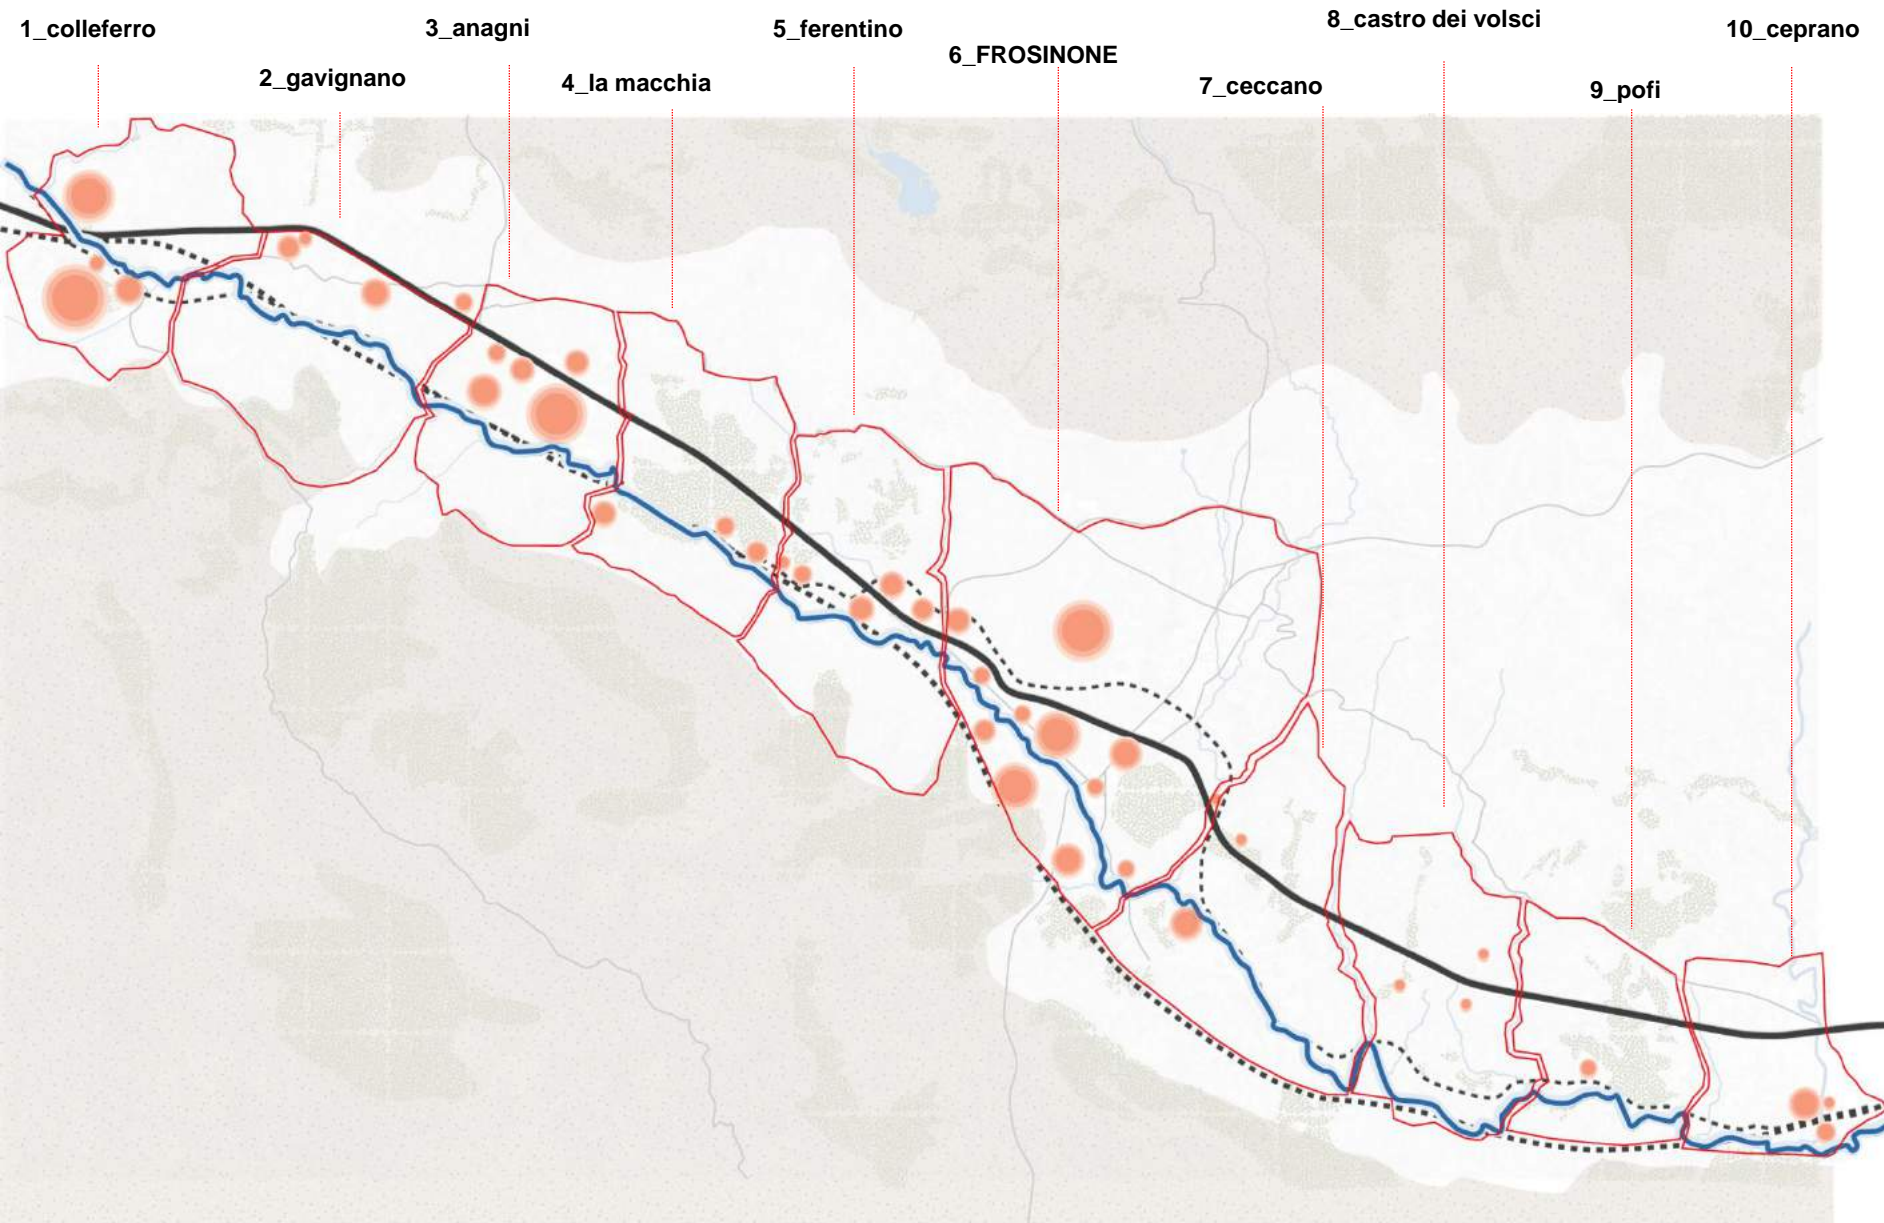 1_colleferro
2_gavignano
3_anagni
4_la macchia
5_ferentino
6_FROSINONE
7_ceccano
8_castro dei volsci
9_pofi
10_ceprano